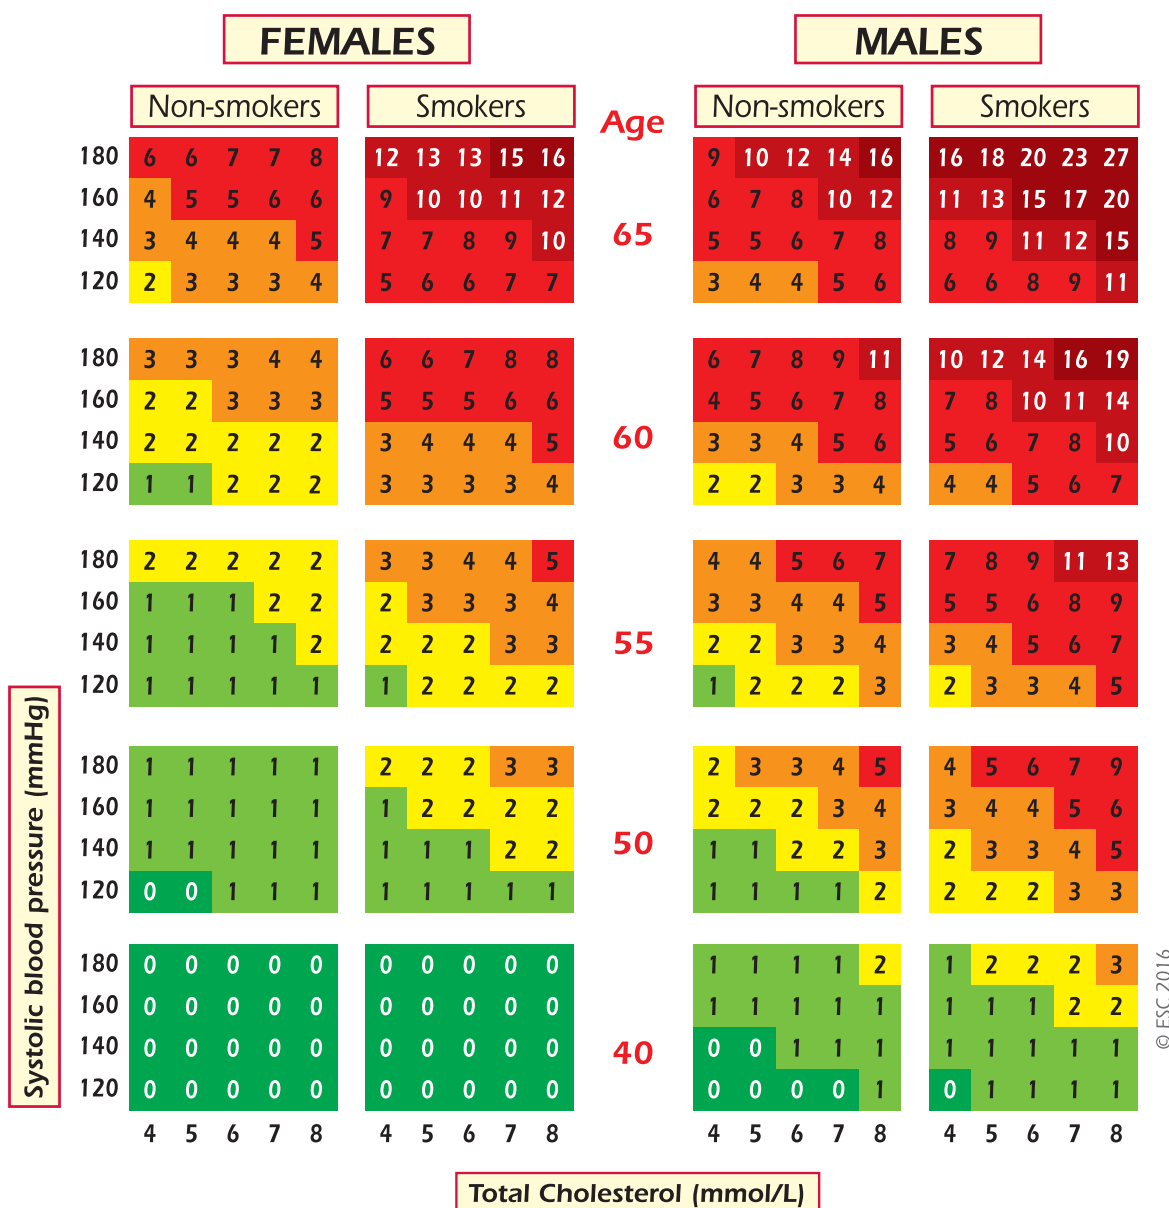 FEMALES MALES
Non-smokers Smokers Age Non-smokers Smokers
180 6 6 7 7 8 12 13 13 15 16 9 10 12 14 16 16 18 20 23 27
160 4 5 5 6 6 9 10 10 11 12 6 7 8 10 12 11 13 15 17 20
65
140 3 4 4 4 5 7 7 8 9 10 5 5 6 7 8 8 9 11 12 15
120 2 3 3 3 4 5 6 6 7 7 3 4 4 5 6 6 6 8 9 11
180 3 3 3 4 4 6 6 7 8 8 6 7 8 9 11 10 12 14 16 19
160 2 2 3 3 3 5 5 5 6 6 4 5 6 7 8 7 8 10 11 14
60
140 2 2 2 2 2 3 4 4 4 5 3 3 4 5 6 5 6 7 8 10
120 1 1 2 2 2 3 3 3 3 4 2 2 3 3 4 4 4 5 6 7
180 2 2 2 2 2 3 3 4 4 5 4 4 5 6 7 7 8 9 11 13
160 1 1 1 2 2 2 3 3 3 4 3 3 4 4 5 5 5 6 8 9
55
140 1 1 1 1 2 2 2 2 3 3 2 2 3 3 4 3 4 5 6 7
120 1 1 1 1 1 1 2 2 2 2 1 2 2 2 3 2 3 3 4 5
180 1 1 1 1 1 2 2 2 3 3 2 3 3 4 5 4 5 6 7 9
160 1 1 1 1 1 1 2 2 2 2 2 2 2 3 4 3 4 4 5 6
50
140 1 1 1 1 1 1 1 1 2 2 1 1 2 2 3 2 3 3 4 5
120 0 0 1 1 1 1 1 1 1 1 1 1 1 1 2 2 2 2 3 3
180 0 0 0 0 0 0 0 0 0 0 1 1 1 1 2 1 2 2 2 3
160 0 0 0 0 0 0 0 0 0 0 1 1 1 1 1 1 1 1 2 2
40
140 0 0 0 0 0 0 0 0 0 0 0 0 1 1 1 1 1 1 1 1
120 0 0 0 0 0 0 0 0 0 0 0 0 0 0 1 0 1 1 1 1
4 5 6 7 8 4 5 6 7 8 4 5 6 7 8 4 5 6 7 8
Systolic blood pressure (mmHg)
Total Cholesterol (mmol/L)
© ESC 2016